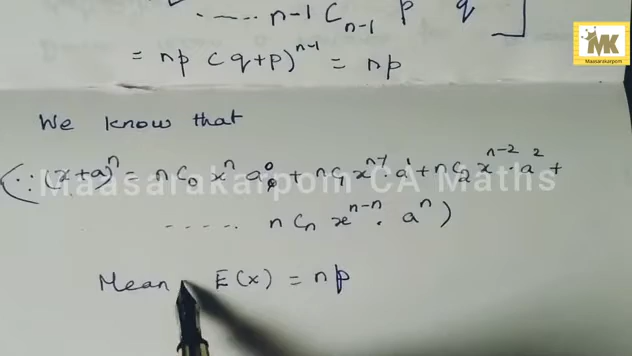 ..... n-1 C n-1 p q ]
= np (q+p)^n-1 = np
MK
Maasarakarpom
We know that
(∵ (x+a)^n = nC0 x^n a^0 + nC1 x^n-1 . a^1 + nC2 x^n-2 . a^2 +
Maasarakalpom CA Maths
..... nCn x^n-n . a^n)
Mean E(x) = np